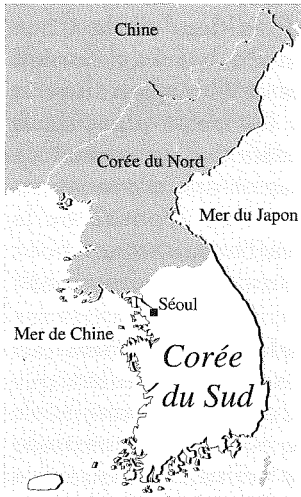 Chine
Corée du Nord
Mer du Japon
Séoul
Mer de Chine
Corée
du Sud